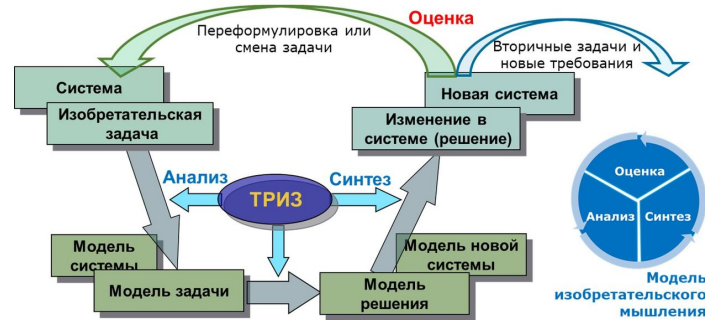 Оценка
Переформулировка или
смена задачи
Вторичные задачи и
новые требования
Система
Изобретательская
задача
Новая система
Изменение в
системе (решение)
Анализ
ТРИЗ
Синтез
Модель
системы
Модель задачи
Модель новой
системы
Модель
решения
Оценка
Анализ
Синтез
Модель
изобретательского
мышления